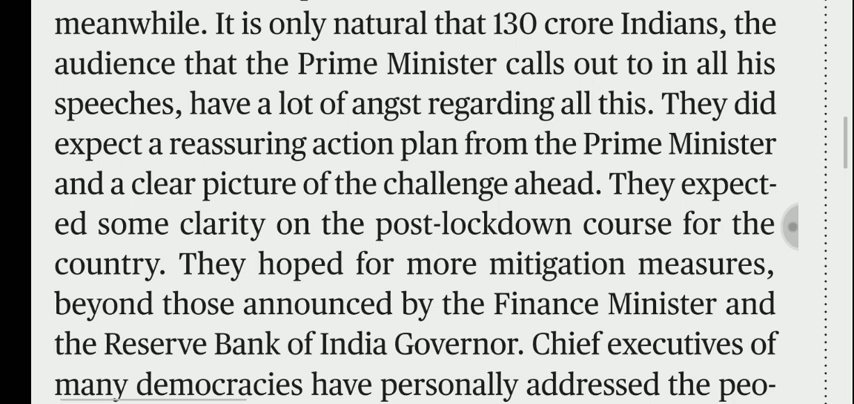 meanwhile. It is only natural that 130 crore Indians, the
audience that the Prime Minister calls out to in all his
speeches, have a lot of angst regarding all this. They did
expect a reassuring action plan from the Prime Minister
and a clear picture of the challenge ahead. They expect-
ed some clarity on the post-lockdown course for the
country. They hoped for more mitigation measures,
beyond those announced by the Finance Minister and
the Reserve Bank of India Governor. Chief executives of
many democracies have personally addressed the peo-